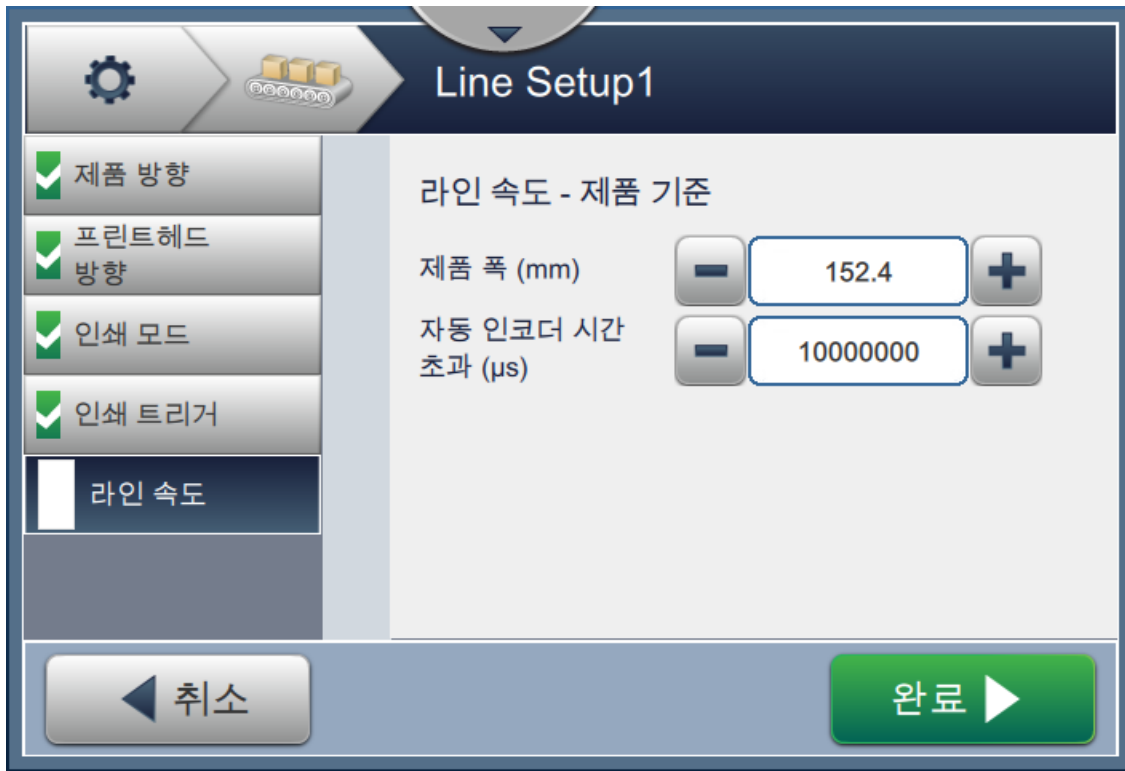 Line Setup1
제품 방향
프린트헤드
방향
인쇄 모드
인쇄 트리거
라인 속도
라인 속도 - 제품 기준
제품 폭 (mm)
152.4
자동 인코더 시간
초과 (μs)
10000000
취소
완료